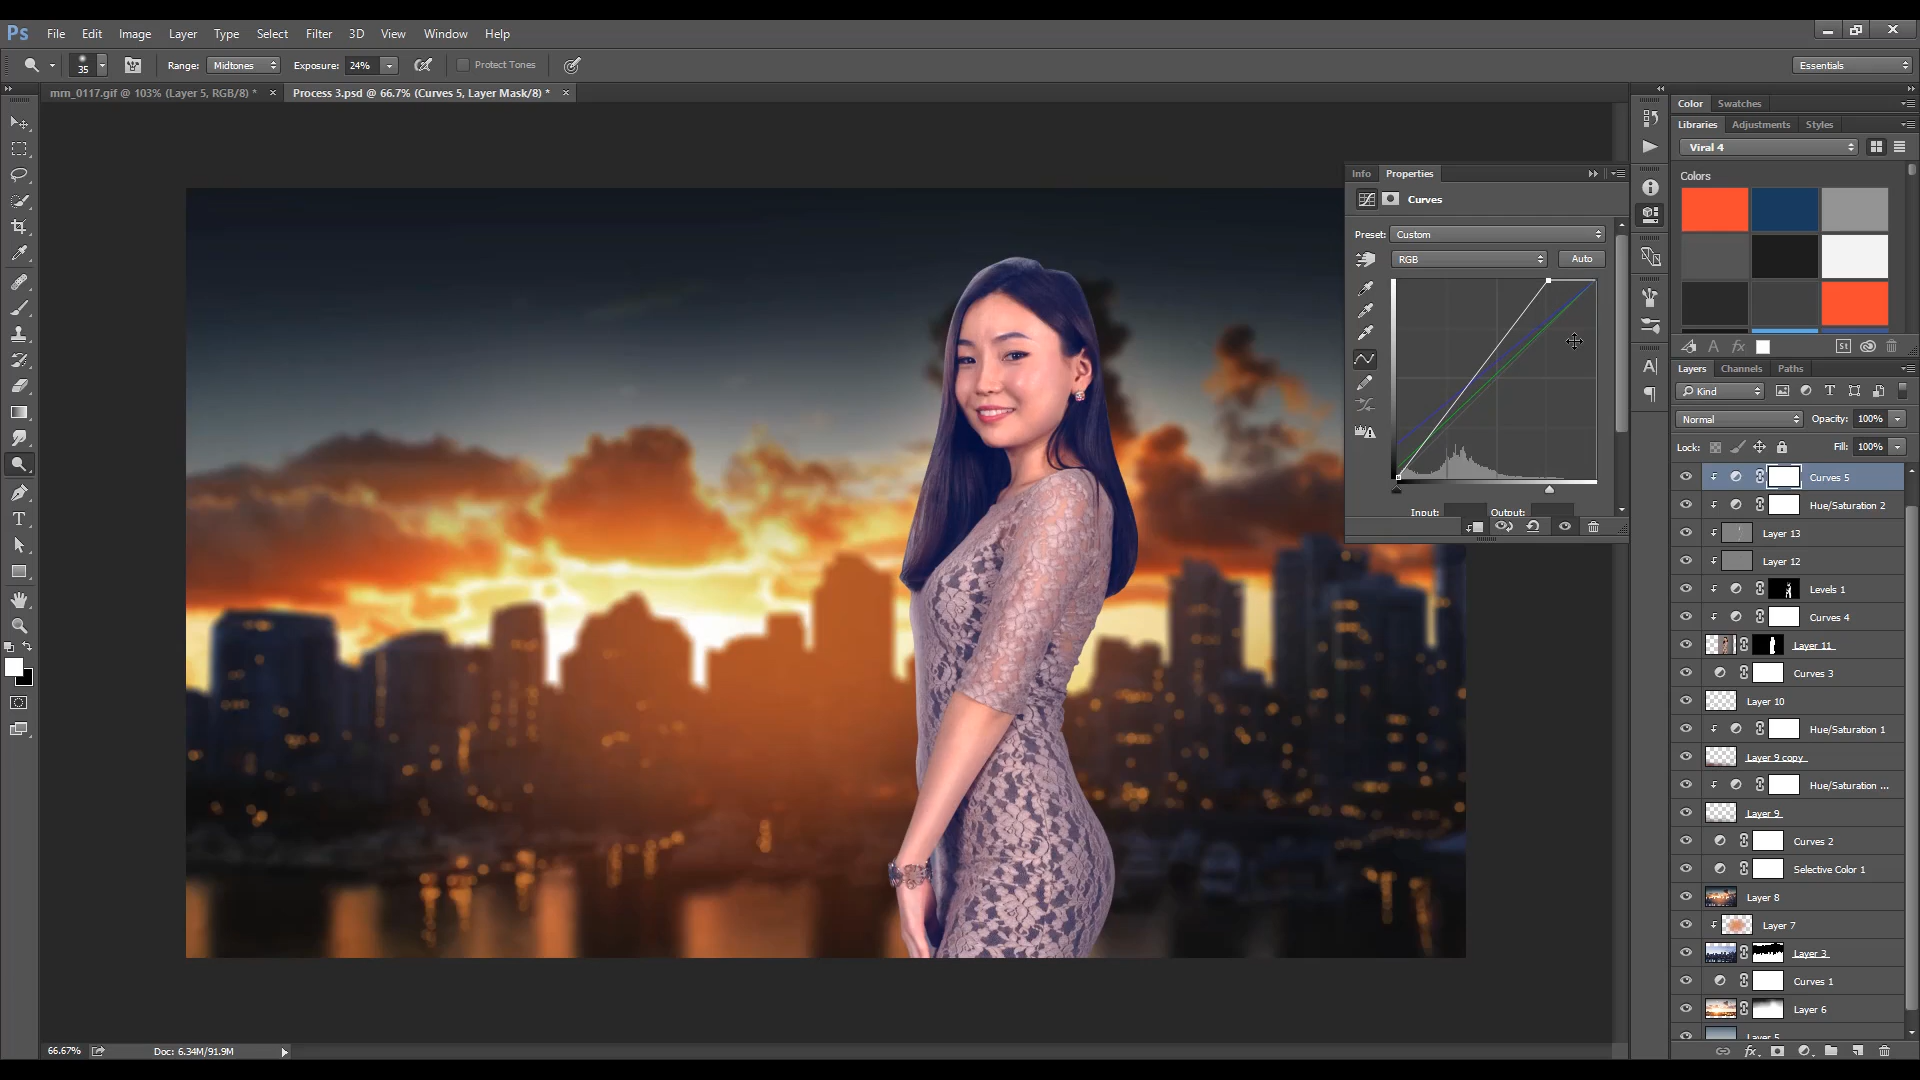 Ps File Edit Image Layer Type Select Filter 3D View Window Help
35 Range: Midtones Exposure: 24% Protect Tones Essentials
mm_0117.gif @ 103% (Layer 5, RGB/8) * × Process 3.psd @ 66.7% (Curves 5, Layer Mask/8) * ×
Color Swatches
Libraries Adjustments Styles
Viral 4
Colors
Info Properties
Curves
Preset: Custom
RGB Auto
Input: Output:
St
Layers Channels Paths
Kind
Normal Opacity: 100%
Lock: Fill: 100%
Curves 5
Hue/Saturation 2
Layer 13
Layer 12
Levels 1
Curves 4
Layer 11
Curves 3
Layer 10
Hue/Saturation 1
Layer 9 copy
Hue/Saturation ...
Layer 9
Curves 2
Selective Color 1
Layer 8
Layer 7
Layer 3
Curves 1
Layer 6
Layer 5
66.67% Doc: 6.34M/91.9M